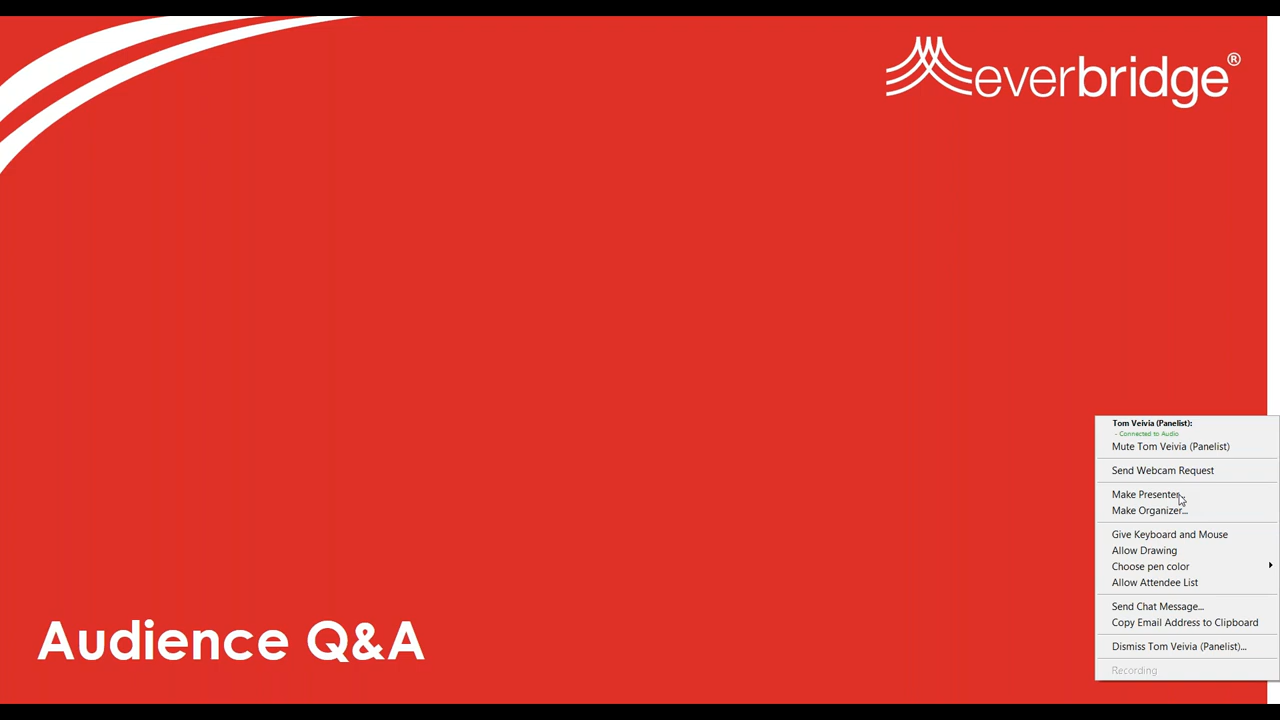 everbridge®
Tom Veivia (Panelist):
- Connected to Audio
Mute Tom Veivia (Panelist)
Send Webcam Request
Make Presenter
Make Organizer...
Give Keyboard and Mouse
Allow Drawing
Choose pen color
Allow Attendee List
Send Chat Message...
Copy Email Address to Clipboard
Dismiss Tom Veivia (Panelist)...
Recording
Audience Q&A